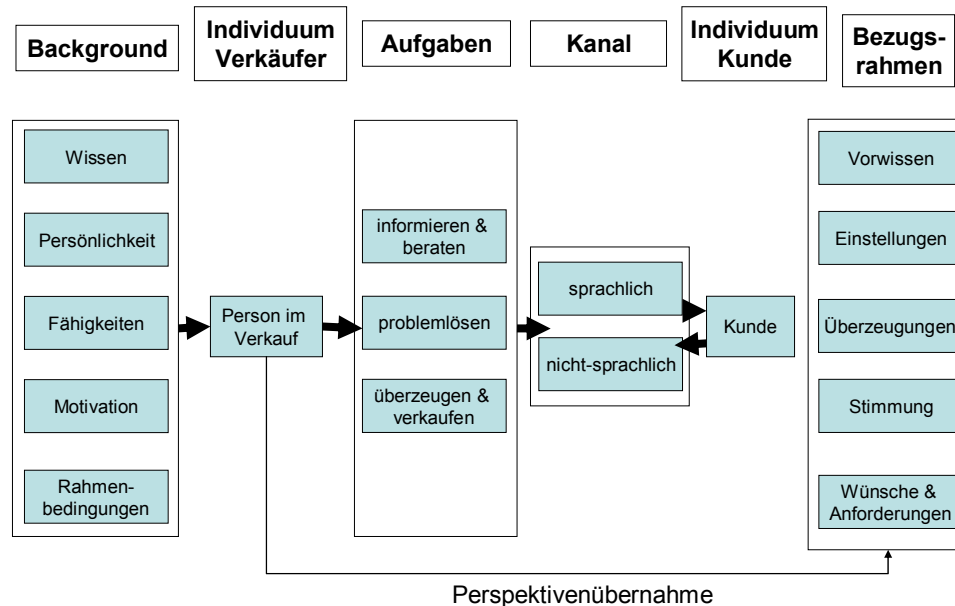 Background
Individuum
Verkäufer
Aufgaben
Kanal
Individuum
Kunde
Bezugs-
rahmen
Wissen
Persönlichkeit
Fähigkeiten
Motivation
Rahmen-
bedingungen
Person im
Verkauf
informieren &
beraten
problemlösen
überzeugen &
verkaufen
sprachlich
nicht-sprachlich
Kunde
Vorwissen
Einstellungen
Überzeugungen
Stimmung
Wünsche &
Anforderungen
Perspektivenübernahme